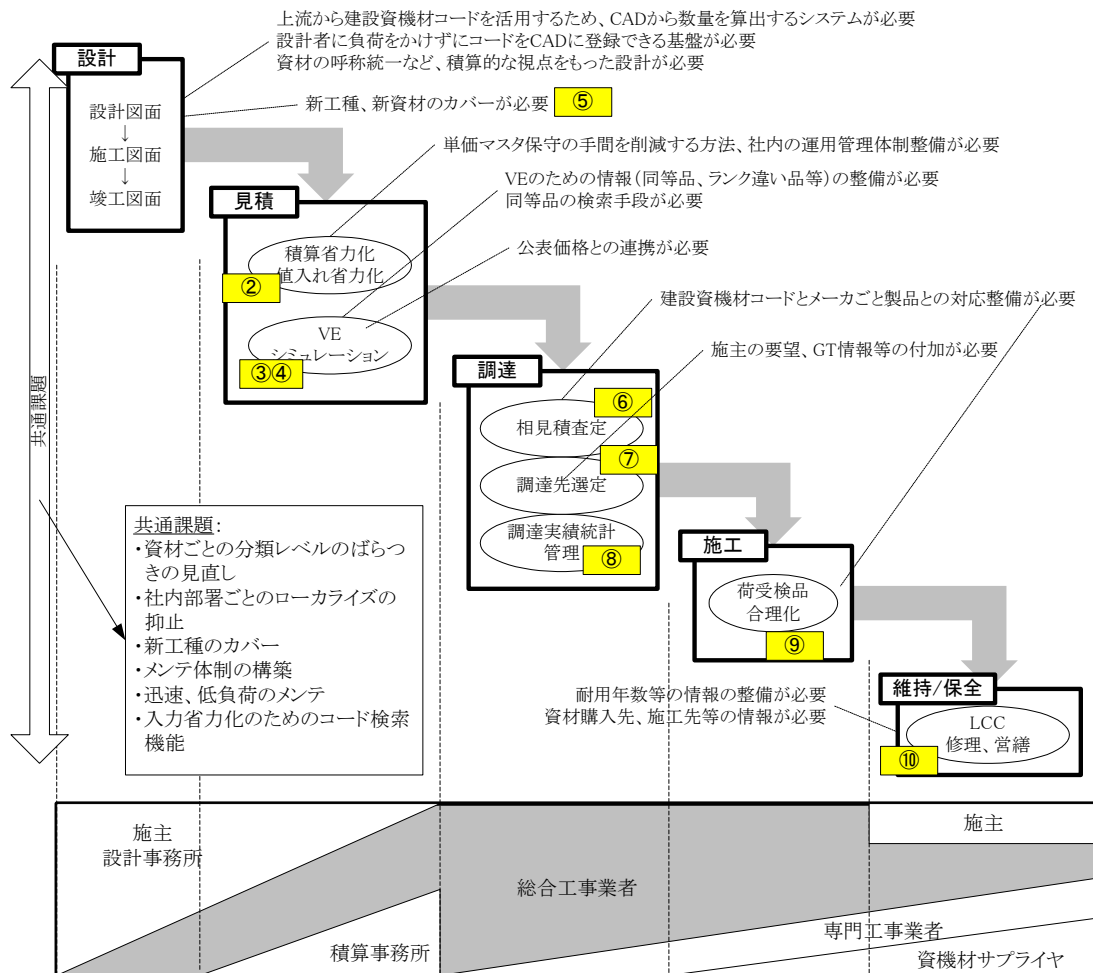 上流から建設資機材コードを活用するため、CADから数量を算出するシステムが必要
設計者に負荷をかけずにコードをCADに登録できる基盤が必要
資材の呼称統一など、積算的な視点をもった設計が必要
設計
設計図面
↓
施工図面
↓
竣工図面
新工種、新資材のカバーが必要
⑤
単価マスタ保守の手間を削減する方法、社内の運用管理体制整備が必要
VEのための情報(同等品、ランク違い品等)の整備が必要
同等品の検索手段が必要
見積
積算省力化
値入れ省力化
②
公表価格との連携が必要
VE
シミュレーション
③④
建設資機材コードとメーカごと製品との対応整備が必要
施主の要望、GT情報等の付加が必要
調達
⑥
相見積査定
⑦
調達先選定
調達実績統計
管理
⑧
共通課題
共通課題:
・資材ごとの分類レベルのばらつ
きの見直し
・社内部署ごとのローカライズの
抑止
・新工種のカバー
・メンテ体制の構築
・迅速、低負荷のメンテ
・入力省力化のためのコード検索
機能
施工
荷受検品
合理化
⑨
耐用年数等の情報の整備が必要
資材購入先、施工先等の情報が必要
維持/保全
LCC
修理、営繕
⑩
施主
設計事務所
積算事務所
総合工事業者
施主
専門工事業者
資機材サプライヤ